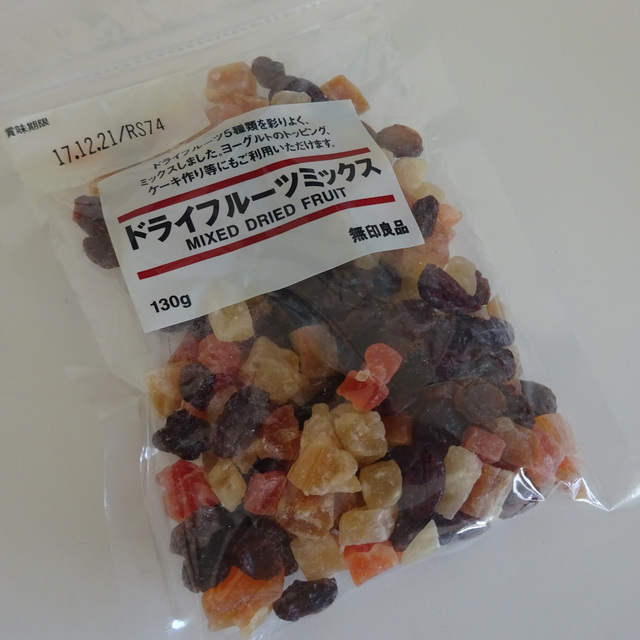 賞味期限
17.12.21/RS74
ドライフルーツ5種類を彩りよく、
ミックスしました。ヨーグルトのトッピング、
ケーキ作り等にもご利用いただけます。
ドライフルーツミックス
MIXED DRIED FRUIT
無印良品
130g